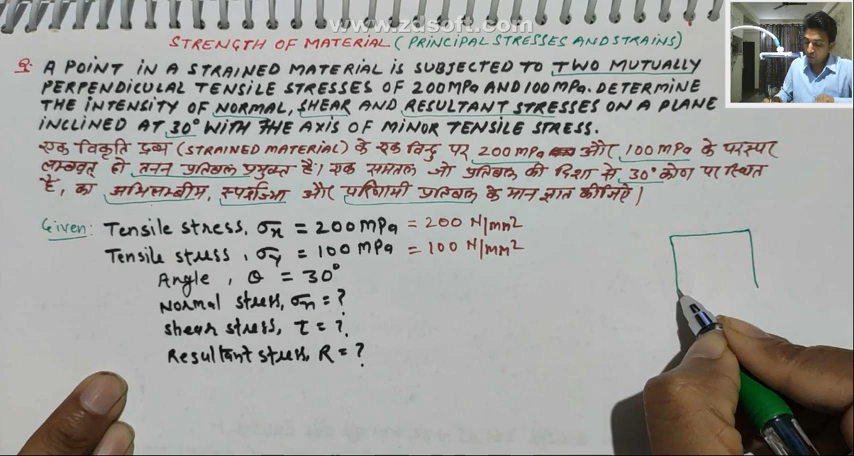 www.zdsoft.com
STRENGTH OF MATERIAL (PRINCIPAL STRESSES AND STRAINS)
Q. A POINT IN A STRAINED MATERIAL IS SUBJECTED TO TWO MUTUALLY
PERPENDICULAR TENSILE STRESSES OF 200MPa AND 100MPa. DETERMINE
THE INTENSITY OF NORMAL, SHEAR AND RESULTANT STRESS ON A PLANE
INCLINED AT 30° WITH THE AXIS OF MINOR TENSILE STRESS.
एक विकृति द्रव्य (STRAINED MATERIAL) के एक बिन्दु पर 200 MPa और 100 MPa के परस्पर
लम्बवत् दो तनन प्रतिबल प्रयुक्त हैं। एक समतल जो प्रतिबल की दिशा से 30° कोण पर स्थित
है, का अभिलम्बीय, स्पर्शज्या और परिणामी प्रतिबल के मान ज्ञात कीजिए।
Given: Tensile stress, σx = 200 MPa = 200 N/mm²
Tensile stress, σy = 100 MPa = 100 N/mm²
Angle, θ = 30°
Normal stress, σn = ?
Shear stress, τ = ?
Resultant stress, R = ?